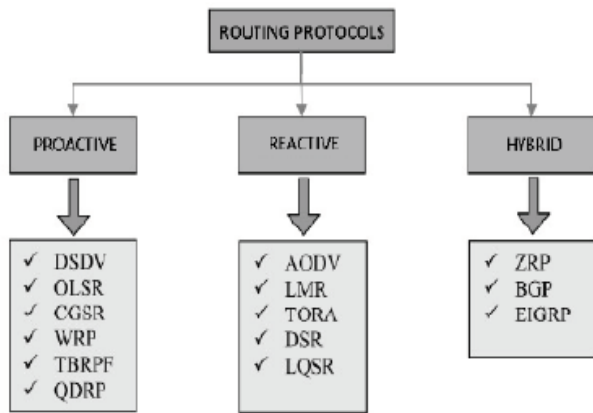 ROUTING PROTOCOLS
PROACTIVE
REACTIVE
HYBRID
✓ DSDV
✓ OLSR
✓ CGSR
✓ WRP
✓ TBRPF
✓ QDRP
✓ AODV
✓ LMR
✓ TORA
✓ DSR
✓ LQSR
✓ ZRP
✓ BGP
✓ EIGRP